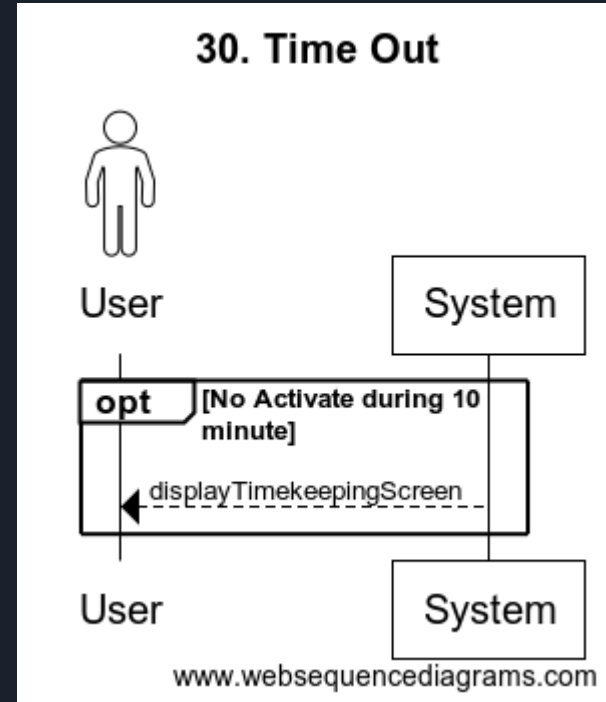 30. Time Out
User
System
opt
[No Activate during 10
minute]
displayTimekeepingScreen
User
System
www.websequencediagrams.com